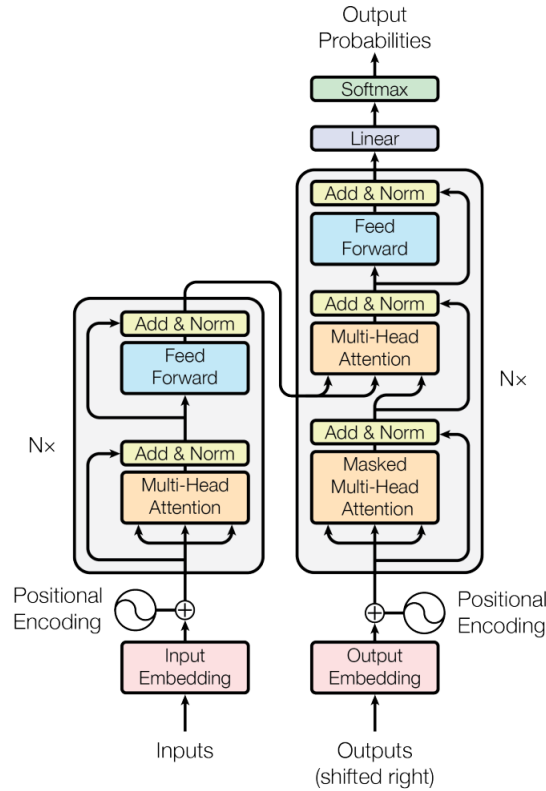 Output
Probabilities
Softmax
Linear
Add & Norm
Feed
Forward
Add & Norm
Multi-Head
Attention
Add & Norm
Masked
Multi-Head
Attention
N×
Add & Norm
Feed
Forward
Add & Norm
Multi-Head
Attention
N×
Positional
Encoding
Positional
Encoding
Input
Embedding
Output
Embedding
Inputs
Outputs
(shifted right)